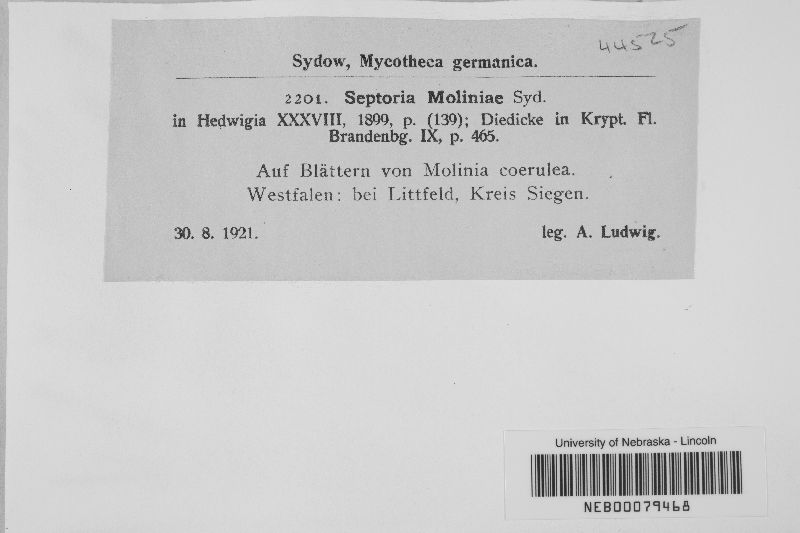 44525
Sydow, Mycotheca germanica.
2201. Septoria Moliniae Syd.
in Hedwigia XXXVIII, 1899, p. (139); Diedicke in Krypt. Fl.
Brandenbg. IX, p. 465.
Auf Blättern von Molinia coerulea.
Westfalen: bei Littfeld, Kreis Siegen.
30. 8. 1921. leg. A. Ludwig.
University of Nebraska - Lincoln
NEB00079468